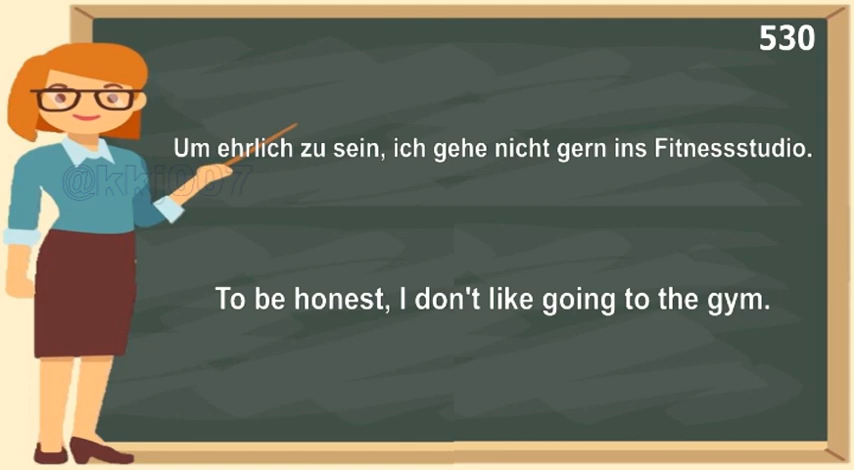 530
Um ehrlich zu sein, ich gehe nicht gern ins Fitnessstudio.
@kkj007
To be honest, I don't like going to the gym.